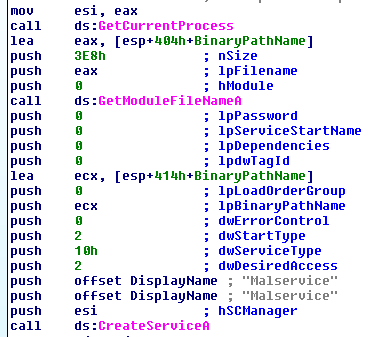 mov esi, eax
call ds:GetCurrentProcess
lea eax, [esp+404h+BinaryPathName]
push 3E8h ; nSize
push eax ; lpFilename
push 0 ; hModule
call ds:GetModuleFileNameA
push 0 ; lpPassword
push 0 ; lpServiceStartName
push 0 ; lpDependencies
push 0 ; lpdwTagId
lea ecx, [esp+414h+BinaryPathName]
push 0 ; lpLoadOrderGroup
push ecx ; lpBinaryPathName
push 0 ; dwErrorControl
push 2 ; dwStartType
push 10h ; dwServiceType
push 2 ; dwDesiredAccess
push offset DisplayName ; "Malservice"
push offset DisplayName ; "Malservice"
push esi ; hSCManager
call ds:CreateServiceA